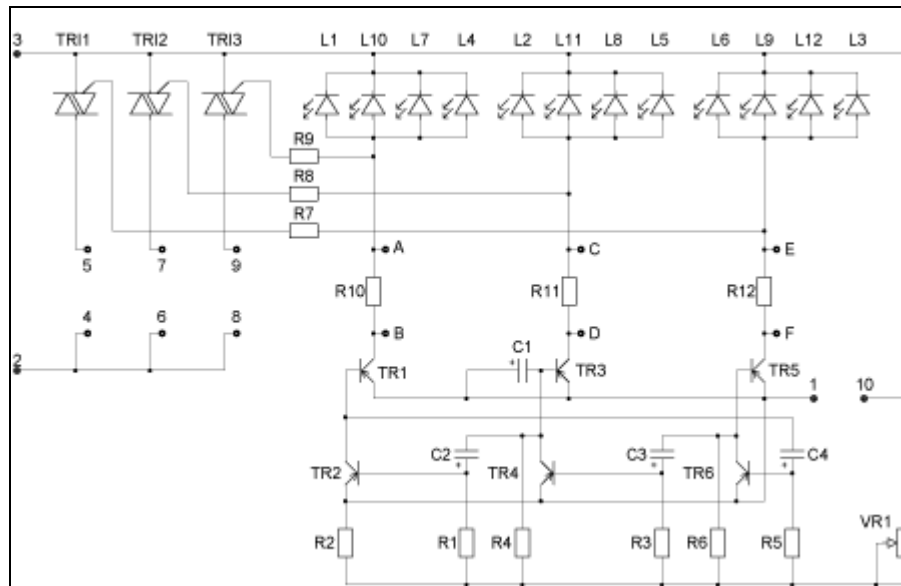 3 TRI1 TRI2 TRI3 L1 L10 L7 L4 L2 L11 L8 L5 L6 L9 L12 L3
R9
R8
R7
A C E
5 7 9
R10 R11 R12
4 6 8
B D F
2 TR1 C1 TR3 TR5
+
1 10
C2 C3 C4
TR2 + TR4 + TR6 +
R2 R1 R4 R3 R6 R5 VR1